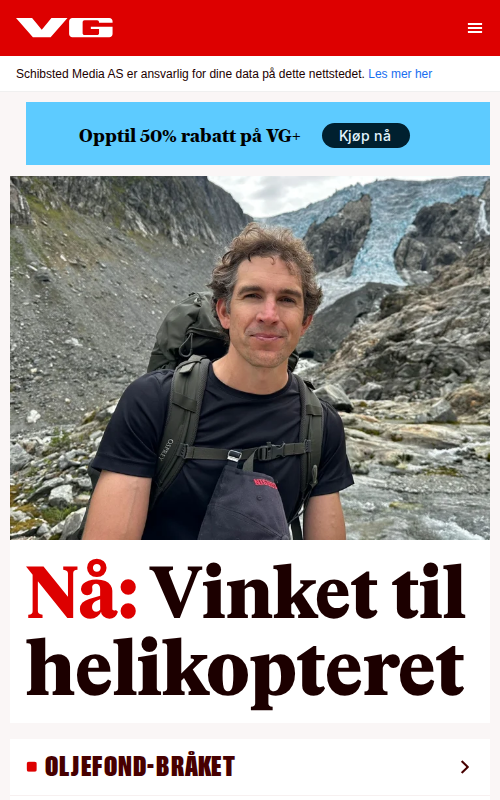 VG
Schibsted Media AS er ansvarlig for dine data på dette nettstedet. Les mer her
Opptil 50% rabatt på VG+ Kjøp nå
Nå: Vinket til
helikopteret
OLJEFOND-BRÅKET